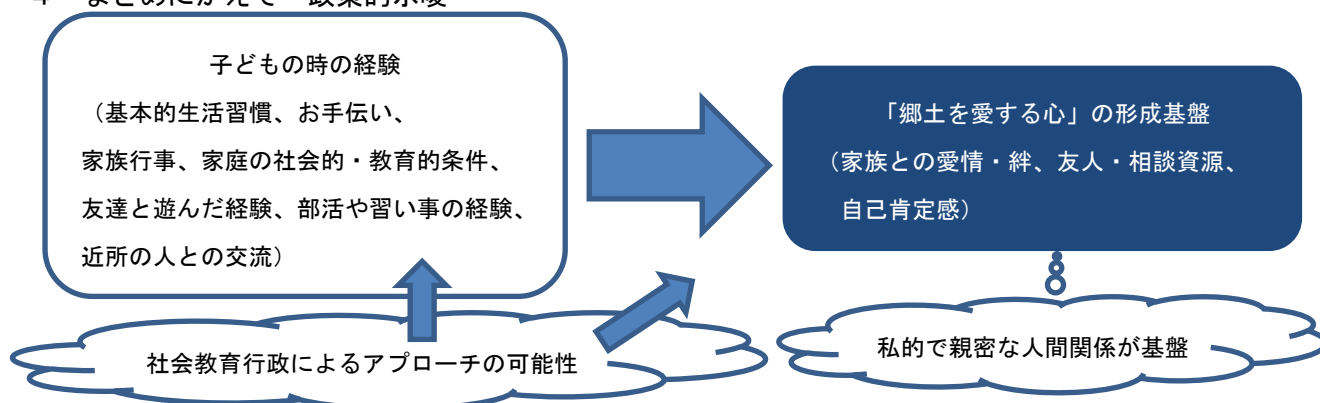 子どもの時の経験
（基本的生活習慣、お手伝い、
家族行事、家庭の社会的・教育的条件、
友達と遊んだ経験、部活や習い事の経験、
近所の人との交流）
「郷土を愛する心」の形成基盤
（家族との愛情・絆、友人・相談資源、
自己肯定感）
社会教育行政によるアプローチの可能性
私的で親密な人間関係が基盤